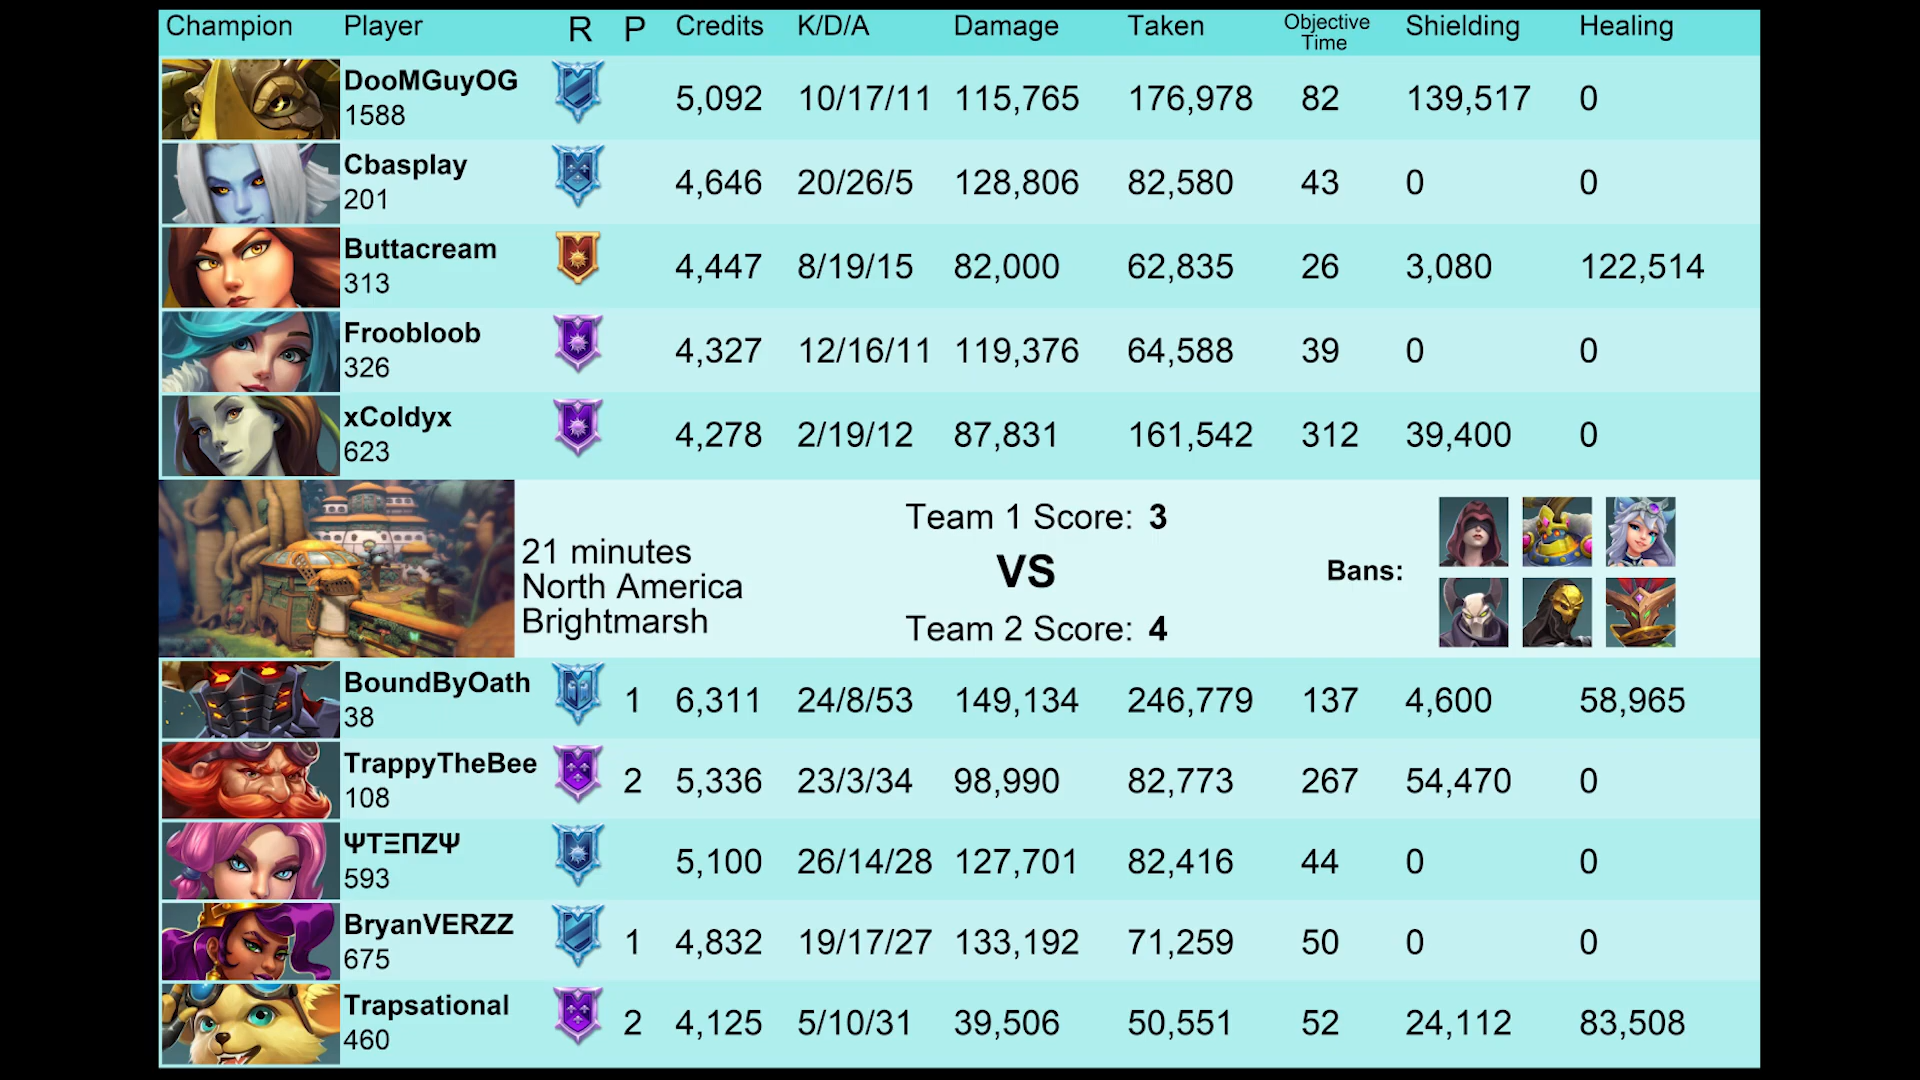 Champion Player R P Credits K/D/A Damage Taken Objective Time Shielding Healing
DooMGuyOG
1588
5,092 10/17/11 115,765 176,978 82 139,517 0
Cbasplay
201
4,646 20/26/5 128,806 82,580 43 0 0
Buttacream
313
4,447 8/19/15 82,000 62,835 26 3,080 122,514
Froobloob
326
4,327 12/16/11 119,376 64,588 39 0 0
xColdyx
623
4,278 2/19/12 87,831 161,542 312 39,400 0
21 minutes
North America
Brightmarsh
Team 1 Score: 3
VS
Team 2 Score: 4
Bans:
BoundByOath
38
1 6,311 24/8/53 149,134 246,779 137 4,600 58,965
TrappyTheBee
108
2 5,336 23/3/34 98,990 82,773 267 54,470 0
ΨTΞΠZΨ
593
5,100 26/14/28 127,701 82,416 44 0 0
BryanVERZZ
675
1 4,832 19/17/27 133,192 71,259 50 0 0
Trapsational
460
2 4,125 5/10/31 39,506 50,551 52 24,112 83,508